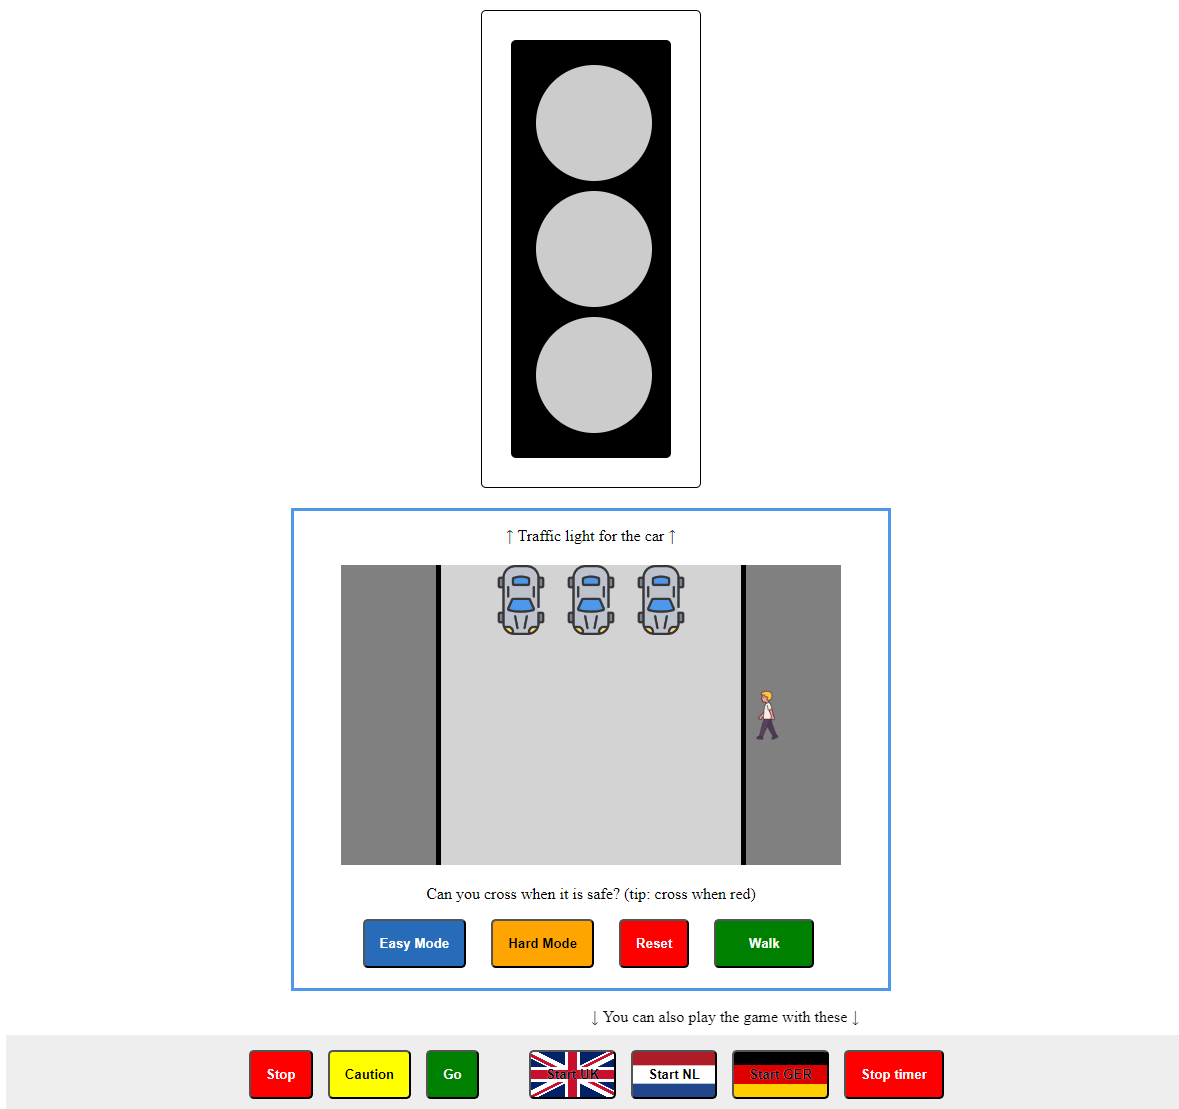 ↑ Traffic light for the car ↑
Can you cross when it is safe? (tip: cross when red)
Easy Mode Hard Mode Reset Walk
↓ You can also play the game with these ↓
Stop Caution Go Start UK Start NL Start GER Stop timer